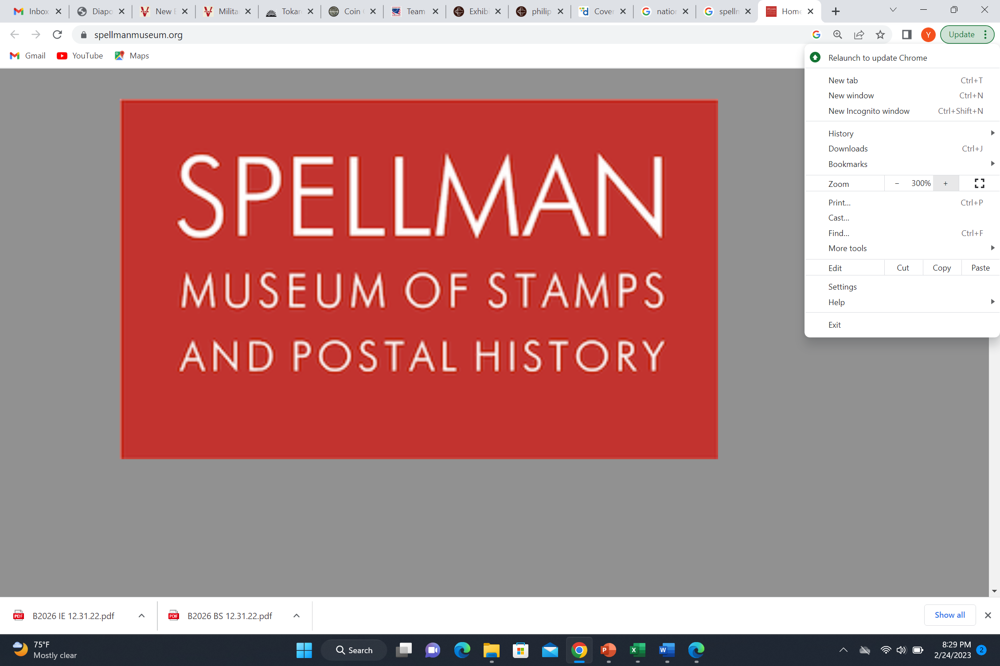 Inbox
Diapo
New E
Milita
Tokar
Coin
Team
Exhibi
philip
Cover
nation
spelln
Home
spellmanmuseum.org
Y
Update
Gmail
YouTube
Maps
Relaunch to update Chrome
New tab Ctrl+T
New window Ctrl+N
New Incognito window Ctrl+Shift+N
History
Downloads Ctrl+J
Bookmarks
Zoom - 300% +
Print... Ctrl+P
Cast...
Find... Ctrl+F
More tools
Edit Cut Copy Paste
Settings
Help
Exit
SPELLMAN
MUSEUM OF STAMPS
AND POSTAL HISTORY
PDF B2026 IE 12.31.22.pdf
PDF B2026 BS 12.31.22.pdf
Show all
75°F
Mostly clear
Search
8:29 PM
2/24/2023
2